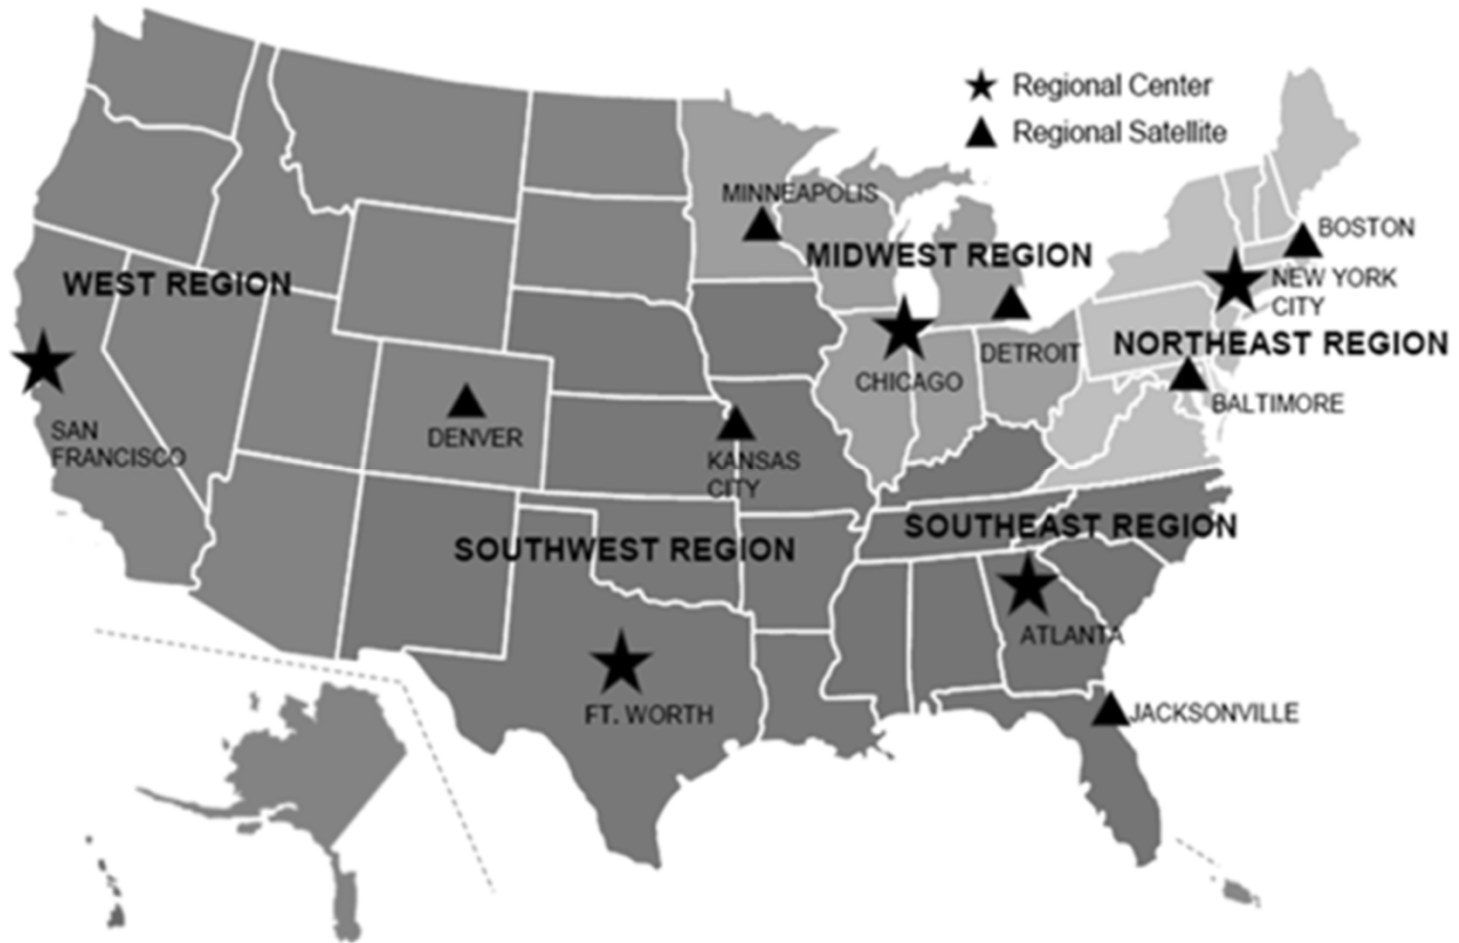 Regional Center
Regional Satellite
MINNEAPOLIS
BOSTON
MIDWEST REGION
WEST REGION
NEW YORK
CITY
NORTHEAST REGION
DETROIT
CHICAGO
BALTIMORE
SAN
FRANCISCO
DENVER
KANSAS
CITY
SOUTHEAST REGION
SOUTHWEST REGION
ATLANTA
FT. WORTH
JACKSONVILLE